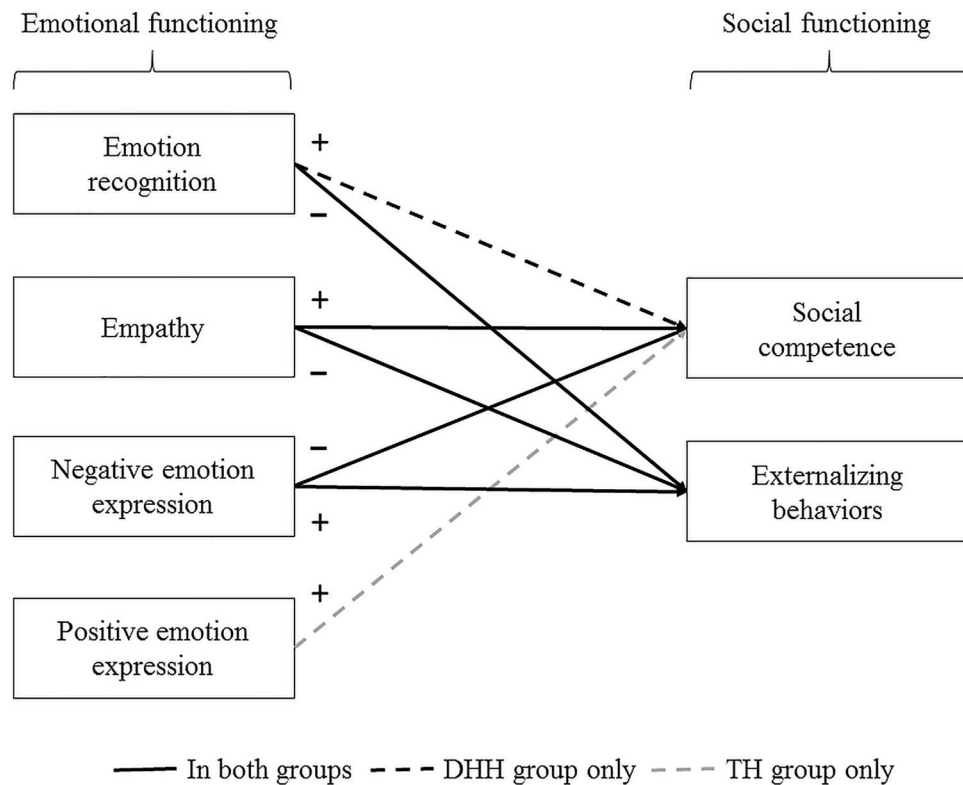 Emotional functioning
Social functioning
Emotion
recognition
+
−
Empathy
+
−
Social
competence
Negative emotion
expression
−
+
Externalizing
behaviors
Positive emotion
expression
+
In both groups
DHH group only
TH group only